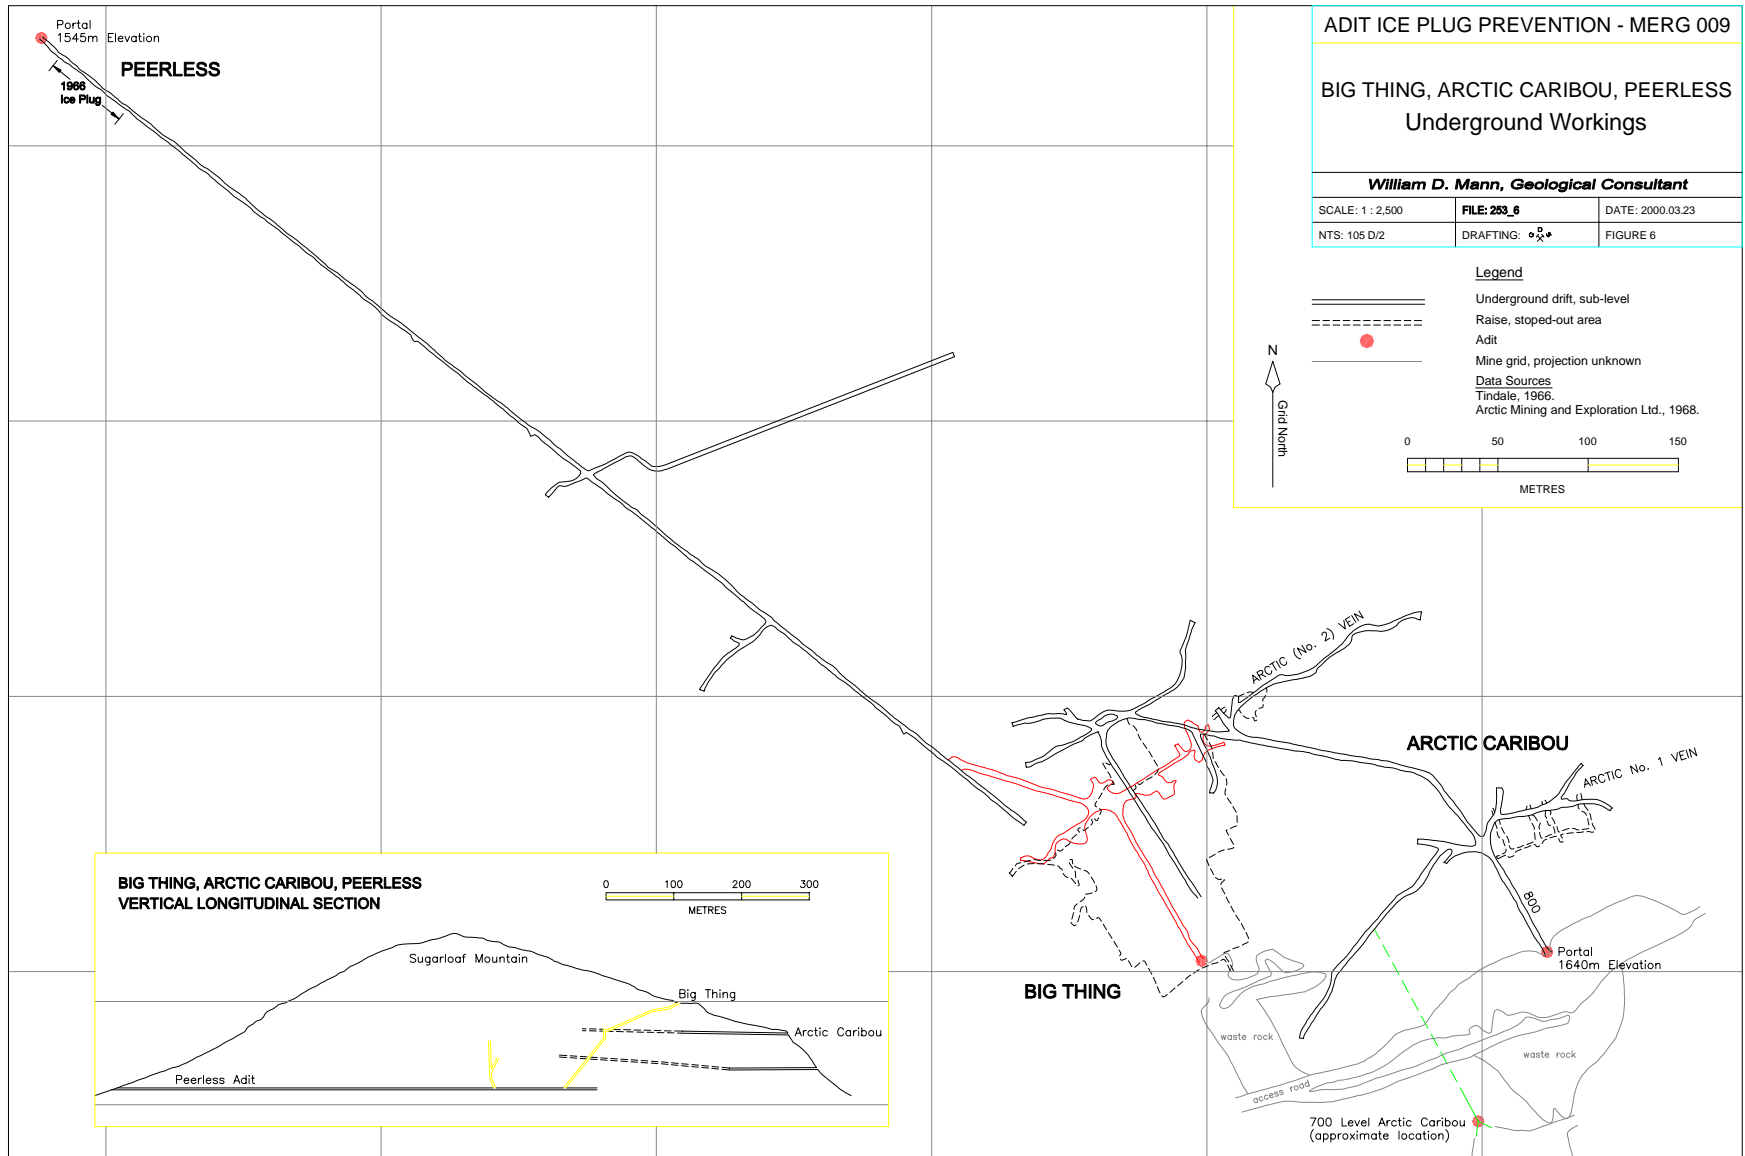 Portal
1545m Elevation
PEERLESS
1966
Ice Plug
ADIT ICE PLUG PREVENTION - MERG 009
BIG THING, ARCTIC CARIBOU, PEERLESS
Underground Workings
William D. Mann, Geological Consultant
SCALE: 1 : 2,500
FILE: 253_6
DATE: 2000.03.23
NTS: 105 D/2
DRAFTING:
FIGURE 6
Legend
Underground drift, sub-level
Raise, stoped-out area
Adit
Mine grid, projection unknown
Data Sources
Tindale, 1966.
Arctic Mining and Exploration Ltd., 1968.
N
Grid North
0 50 100 150
METRES
ARCTIC (No. 2) VEIN
ARCTIC CARIBOU
ARCTIC No. 1 VEIN
800
Portal
1640m Elevation
BIG THING
waste rock
waste rock
access road
700 Level Arctic Caribou
(approximate location)
BIG THING, ARCTIC CARIBOU, PEERLESS
VERTICAL LONGITUDINAL SECTION
0 100 200 300
METRES
Sugarloaf Mountain
Big Thing
Arctic Caribou
Peerless Adit